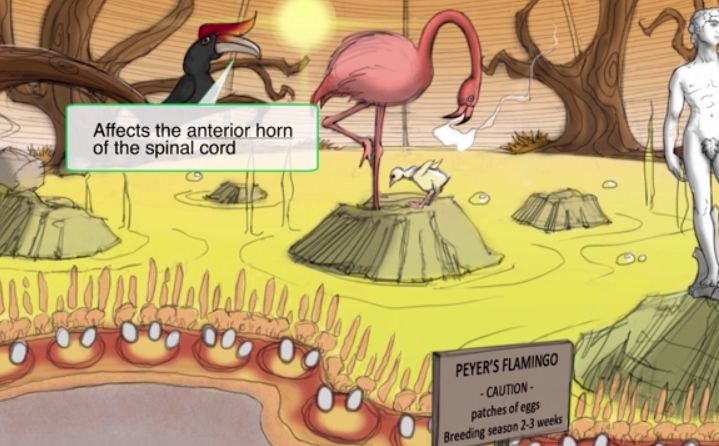 Affects the anterior horn
of the spinal cord
PEYER'S FLAMINGO
- CAUTION -
patches of eggs
Breeding season 2-3 weeks